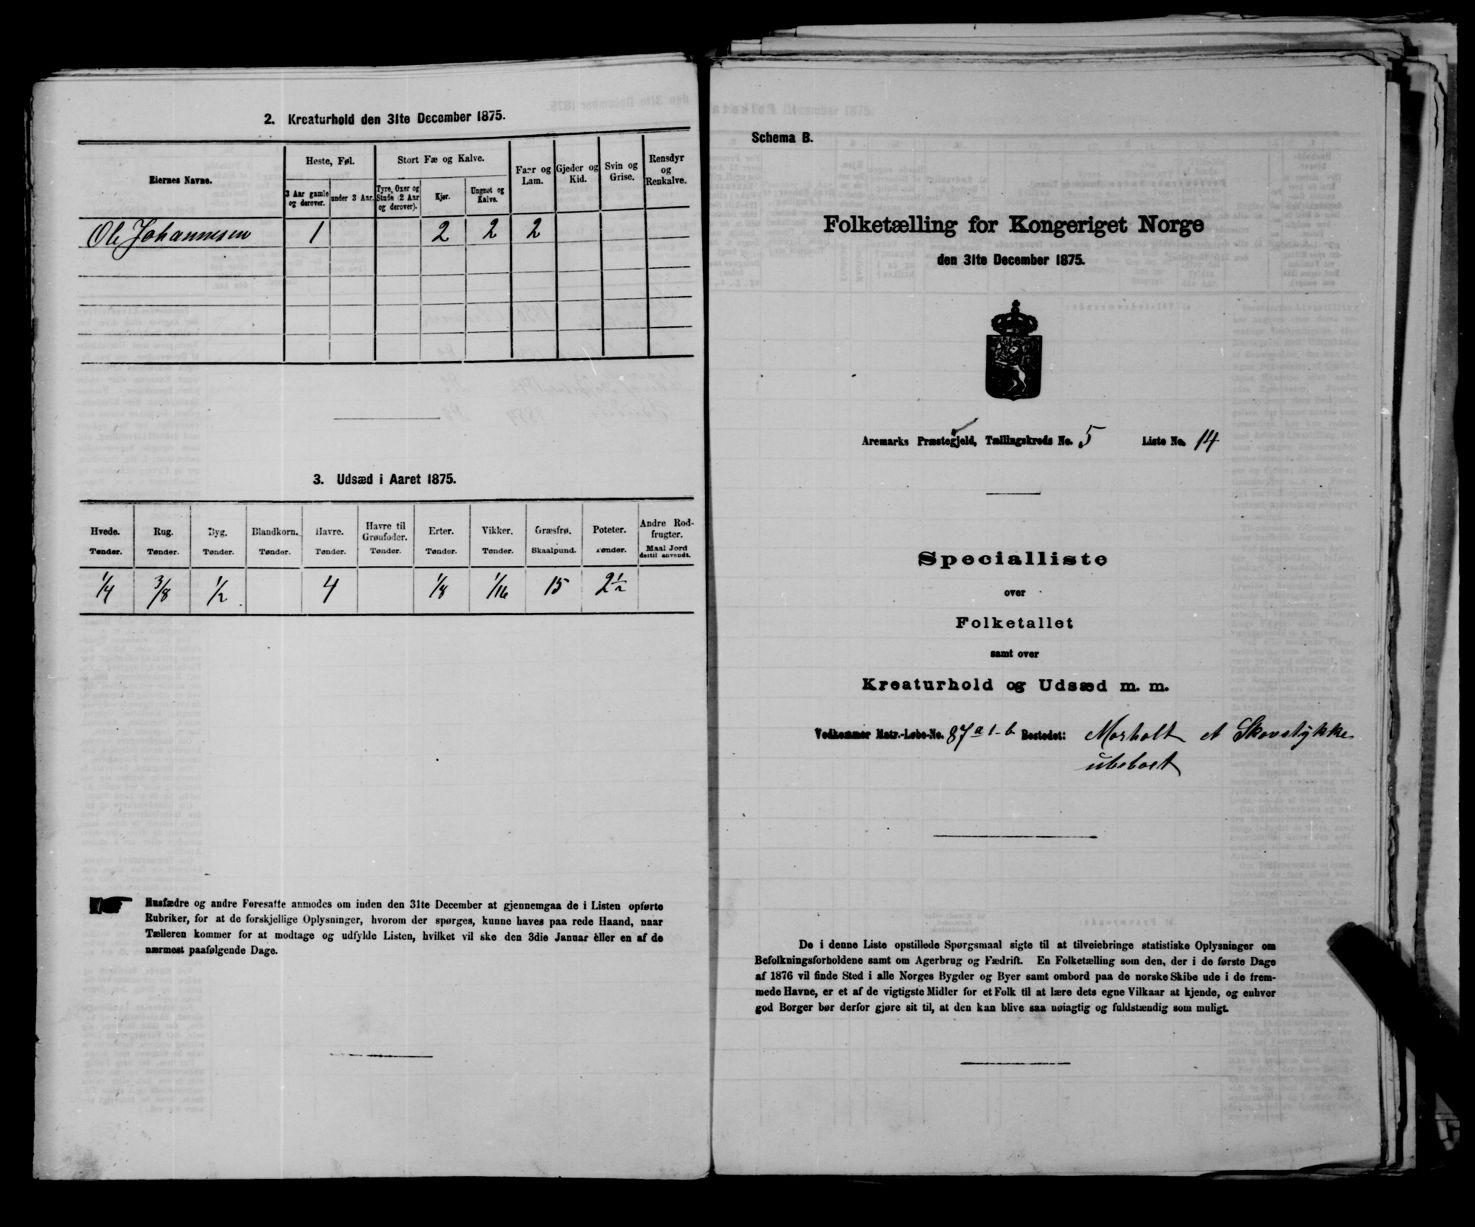 2. Kreaturhold den 31te December 1875.
Eiernes Navne.
Heste, Føl.
Stort Fæ og Kalve.
Faar og Lam.
Gjeder og Kid.
Svin og Grise.
Rensdyr og Renkalve.
3 Aar gamle og derover.
under 3 Aar.
Tyre, Oxer og Stude (2 Aar og derover).
Kjør.
Ungnøt og Kalve.
Ole Johannesen 1 2 2 2
3. Udsæd i Aaret 1875.
Hvede. Rug. Byg. Blandkorn. Havre. Havre til Grønfoder. Erter. Vikker. Græsfrø. Poteter. Andre Rodfrugter.
Tønder. Tønder. Tønder. Tønder. Tønder. Tønder. Tønder. Tønder. Skaalpund. Tønder. Maal Jord dertil anvendt.
1/4 3/8 1/2 4 1/8 1/16 15 2 1/2
Husfædre og andre Foresatte anmodes om inden den 31te December at gjennemgaa de i Listen opførte
Rubriker, for at de forskjellige Oplysninger, hvorom der spørges, kunne haves paa rede Haand, naar
Tælleren kommer for at modtage og udfylde Listen, hvilket vil ske den 3die Januar eller en af de
nærmest paafølgende Dage.
Schema B.
Folketælling for Kongeriget Norge
den 31te December 1875.
Aremarks Præstegjeld, Tællingskreds No. 5 Liste No. 14
Specialliste
over
Folketallet
samt over
Kreaturhold og Udsæd m. m.
Vedkommer Matr.-Løbe-No. 87 a 1-b Bostedet: Morholt et Skovstykke
ubeboet
De i denne Liste opstillede Spørgsmaal sigte til at tilveiebringe statistiske Oplysninger om
Befolkningsforholdene samt om Agerbrug og Fædrift. En Folketælling som den, der i de første Dage
af 1876 vil finde Sted i alle Norges Bygder og Byer samt ombord paa de norske Skibe ude i de frem-
mede Havne, er et af de vigtigste Midler for et Folk til at lære dets egne Vilkaar at kjende, og enhver
god Borger bør derfor gjøre sit til, at den kan blive saa nøiagtig og fuldstændig som muligt.